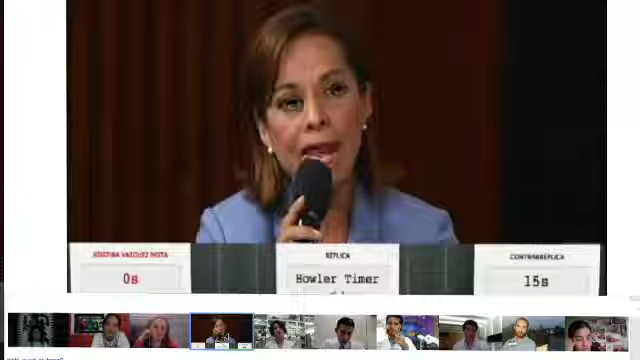 JOSEFINA VAZQUEZ MOTA
0s
RÉPLICA
Howler Timer
CONTRARRÉPLICA
15s